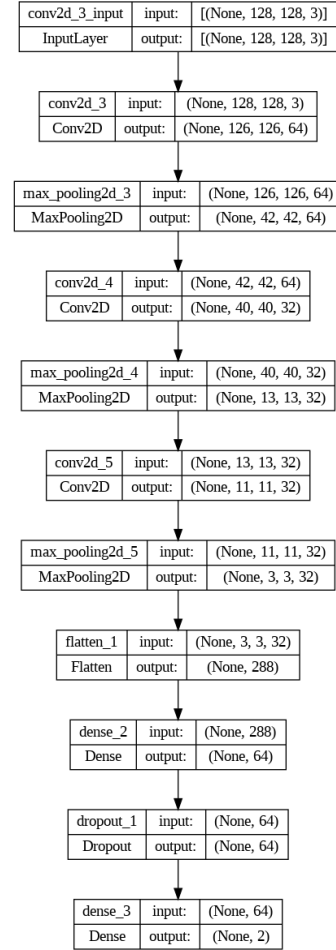 conv2d_3_input input: [(None, 128, 128, 3)]
InputLayer output: [(None, 128, 128, 3)]
conv2d_3 input: (None, 128, 128, 3)
Conv2D output: (None, 126, 126, 64)
max_pooling2d_3 input: (None, 126, 126, 64)
MaxPooling2D output: (None, 42, 42, 64)
conv2d_4 input: (None, 42, 42, 64)
Conv2D output: (None, 40, 40, 32)
max_pooling2d_4 input: (None, 40, 40, 32)
MaxPooling2D output: (None, 13, 13, 32)
conv2d_5 input: (None, 13, 13, 32)
Conv2D output: (None, 11, 11, 32)
max_pooling2d_5 input: (None, 11, 11, 32)
MaxPooling2D output: (None, 3, 3, 32)
flatten_1 input: (None, 3, 3, 32)
Flatten output: (None, 288)
dense_2 input: (None, 288)
Dense output: (None, 64)
dropout_1 input: (None, 64)
Dropout output: (None, 64)
dense_3 input: (None, 64)
Dense output: (None, 2)